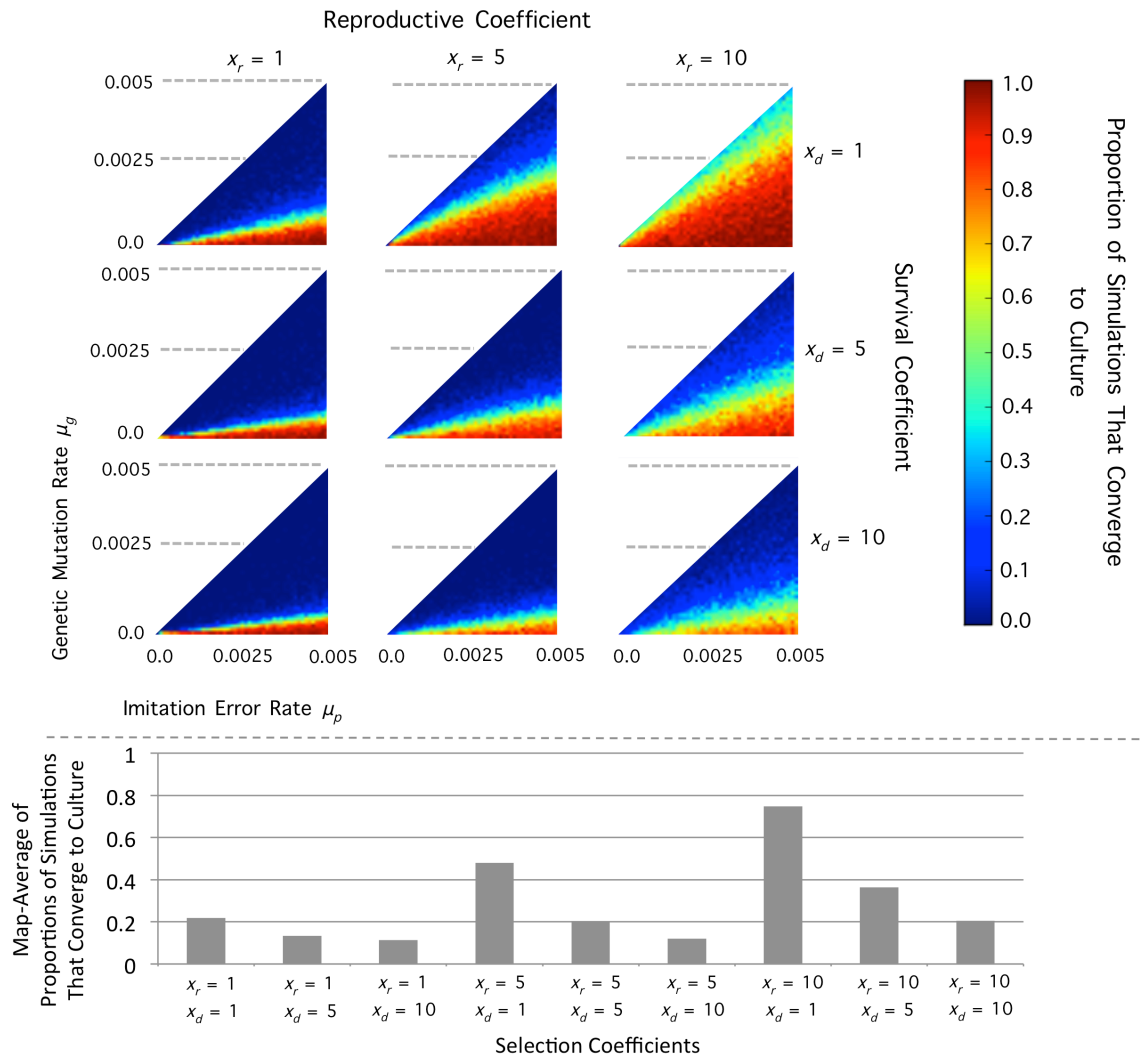 Reproductive Coefficient
x_r = 1
x_r = 5
x_r = 10
0.005
0.0025
0.0
x_d = 1
0.005
0.0025
0.0
x_d = 5
0.005
0.0025
0.0
x_d = 10
0.0 0.0025 0.005
0.0 0.0025 0.005
0.0 0.0025 0.005
Genetic Mutation Rate μ_g
Imitation Error Rate μ_p
Survival Coefficient
1.0
0.9
0.8
0.7
0.6
0.5
0.4
0.3
0.2
0.1
0.0
Proportion of Simulations That Converge
to Culture
Map-Average of
Proportions of Simulations
That Converge to Culture
1
0.8
0.6
0.4
0.2
0
x_r = 1
x_d = 1
x_r = 1
x_d = 5
x_r = 1
x_d = 10
x_r = 5
x_d = 1
x_r = 5
x_d = 5
x_r = 5
x_d = 10
x_r = 10
x_d = 1
x_r = 10
x_d = 5
x_r = 10
x_d = 10
Selection Coefficients